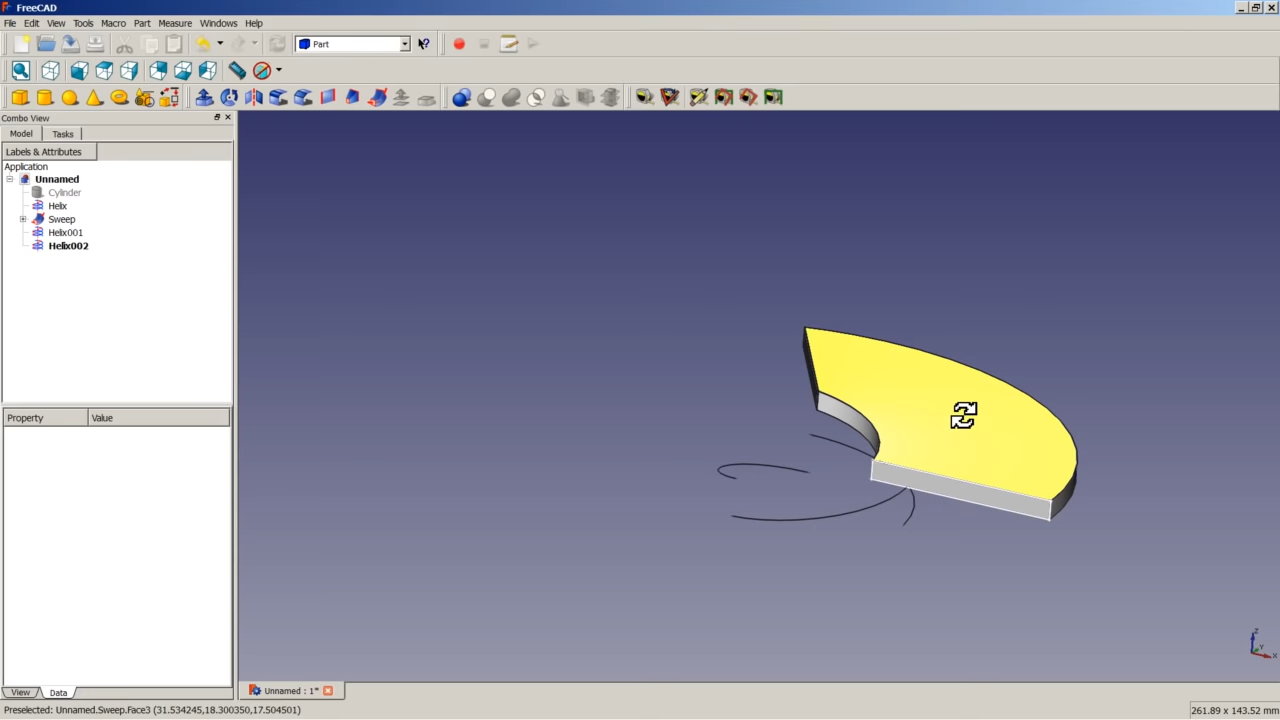 FreeCAD
File Edit View Tools Macro Part Measure Windows Help
Part
Combo View
Model Tasks
Labels & Attributes
Application
Unnamed
Cylinder
Helix
Sweep
Helix001
Helix002
Property Value
View Data
Unnamed : 1*
Z
Y
X
Preselected: Unnamed.Sweep.Face3 (31.534245,18.300350,17.504501)
261.89 x 143.52 mm